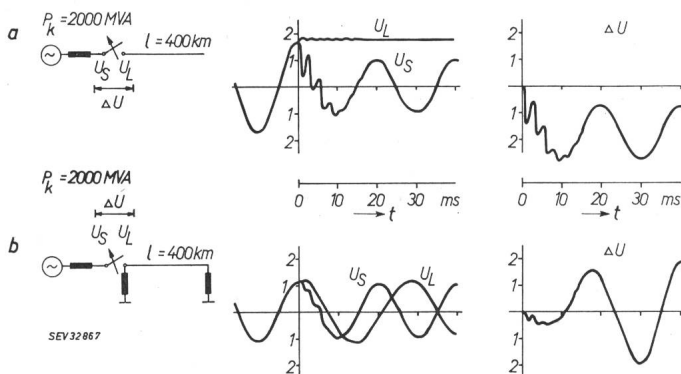 a
P_k = 2000 MVA
l = 400 km
U_S U_L
ΔU
2
1
1
2
U_L
U_S
2
1
1
2
ΔU
0 10 20 30 ms
→ t
0 10 20 30 ms
→ t
b
P_k = 2000 MVA
ΔU
U_S U_L
l = 400 km
SEV 32867
2
1
1
2
U_S U_L
2
1
1
2
ΔU